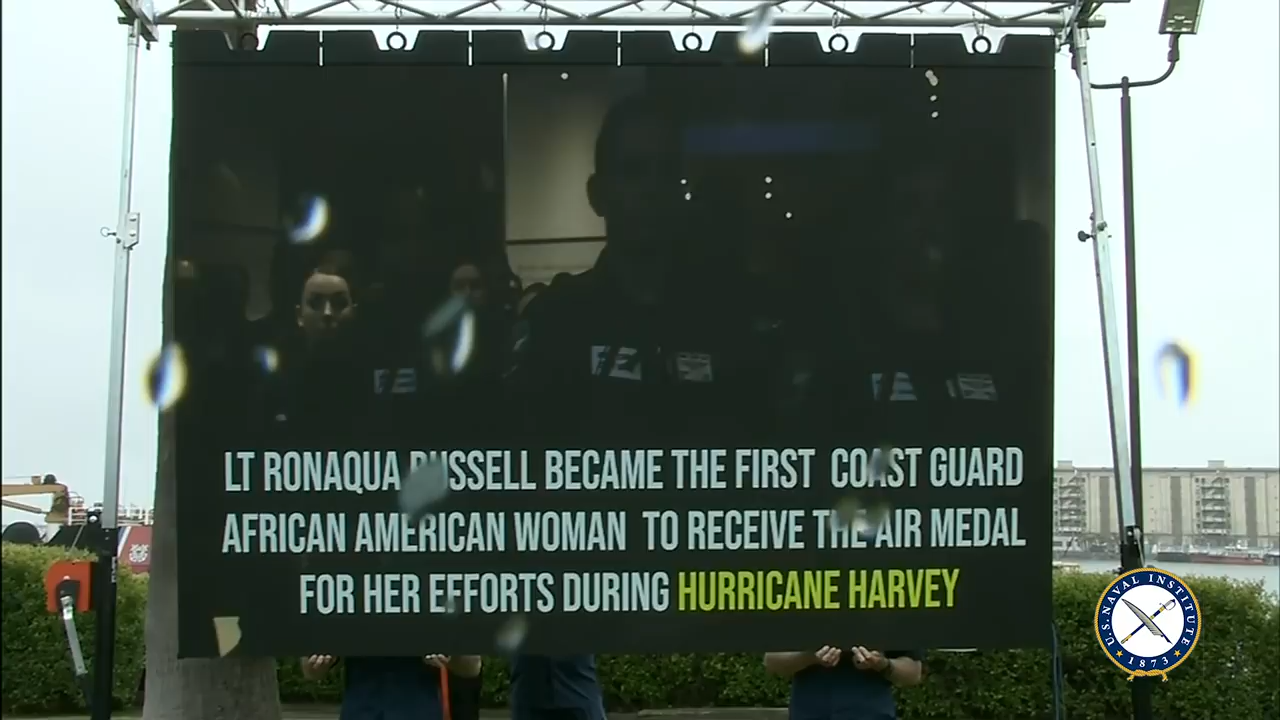 LT RONAQUA RUSSELL BECAME THE FIRST COAST GUARD
AFRICAN AMERICAN WOMAN TO RECEIVE THE AIR MEDAL
FOR HER EFFORTS DURING HURRICANE HARVEY
U.S. NAVAL INSTITUTE
1873